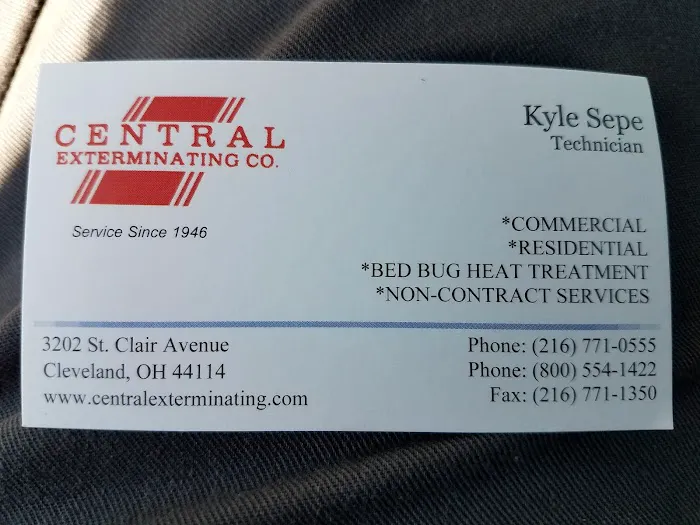 CENTRAL
EXTERMINATING CO.
Service Since 1946
Kyle Sepe
Technician
*COMMERCIAL
*RESIDENTIAL
*BED BUG HEAT TREATMENT
*NON-CONTRACT SERVICES
3202 St. Clair Avenue
Cleveland, OH 44114
www.centralexterminating.com
Phone: (216) 771-0555
Phone: (800) 554-1422
Fax: (216) 771-1350